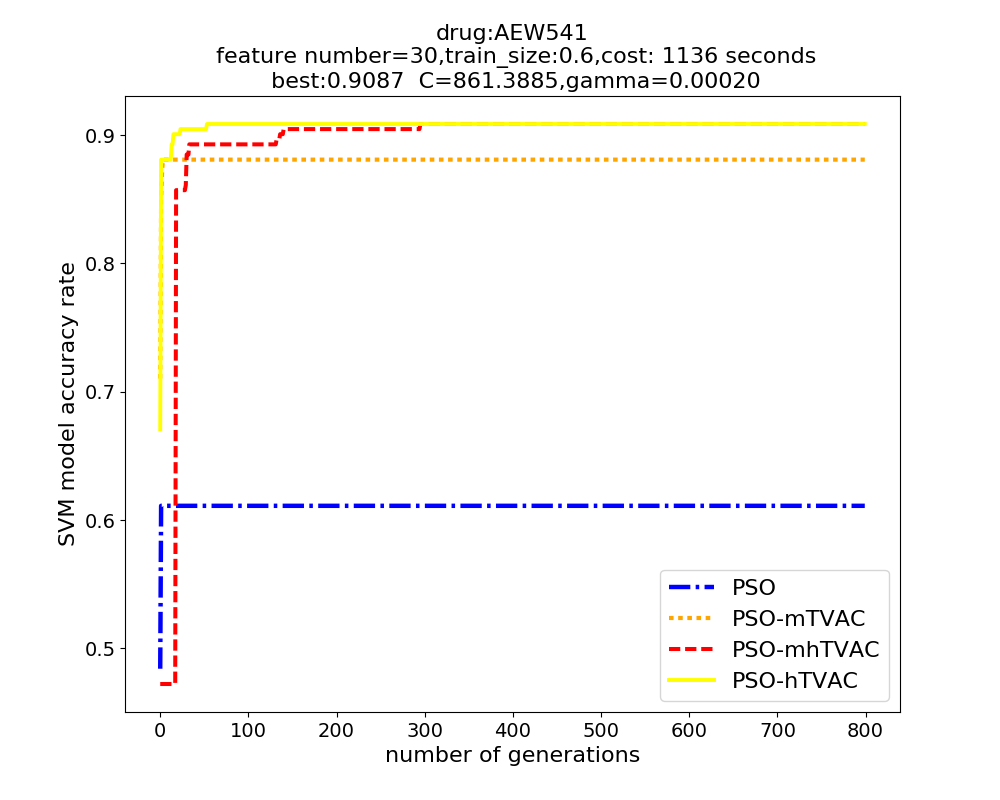 drug:AEW541
feature number=30,train_size:0.6,cost: 1136 seconds
best:0.9087  C=861.3885,gamma=0.00020
0.9
0.8
0.7
0.6
0.5
SVM model accuracy rate
PSO
PSO-mTVAC
PSO-mhTVAC
PSO-hTVAC
0 100 200 300 400 500 600 700 800
number of generations